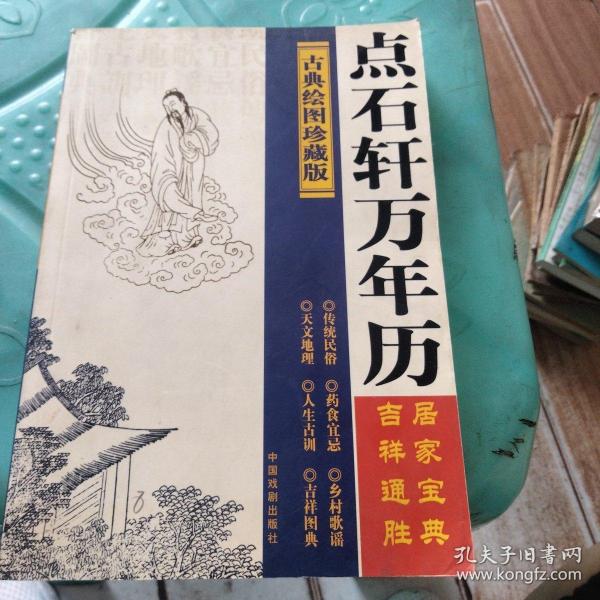 点石轩万年历
古典绘图珍藏版
◎传统民俗 ◎药食宜忌 ◎乡村歌谣
◎天文地理 ◎人生古训 ◎吉祥图典
居家宝典
吉祥通胜
中国戏剧出版社
8
孔夫子旧书网
www.kongfz.com